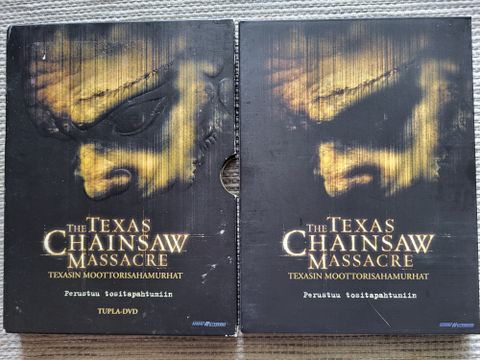 THE TEXAS
CHAINSAW
MASSACRE
TEXASIN MOOTTORISAHAMURHAT
Perustuu tositapahtumiin
TUPLA-DVD
THE TEXAS
CHAINSAW
MASSACRE
TEXASIN MOOTTORISAHAMURHAT
Perustuu tositapahtumiin